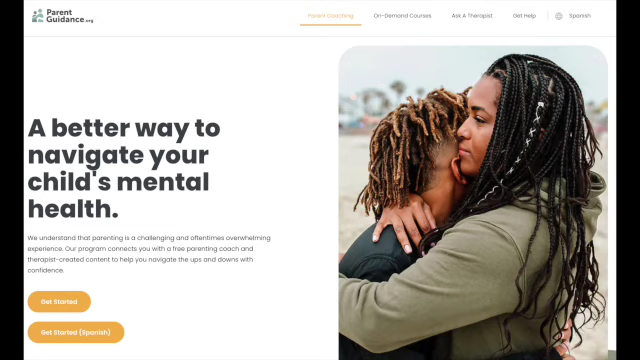 Parent
Guidance.org
Parent Coaching
On-Demand Courses
Ask A Therapist
Get Help
Spanish
A better way to
navigate your
child's mental
health.
We understand that parenting is a challenging and oftentimes overwhelming
experience. Our program connects you with a free parenting coach and
therapist-created content to help you navigate the ups and downs with
confidence.
Get Started
Get Started (Spanish)